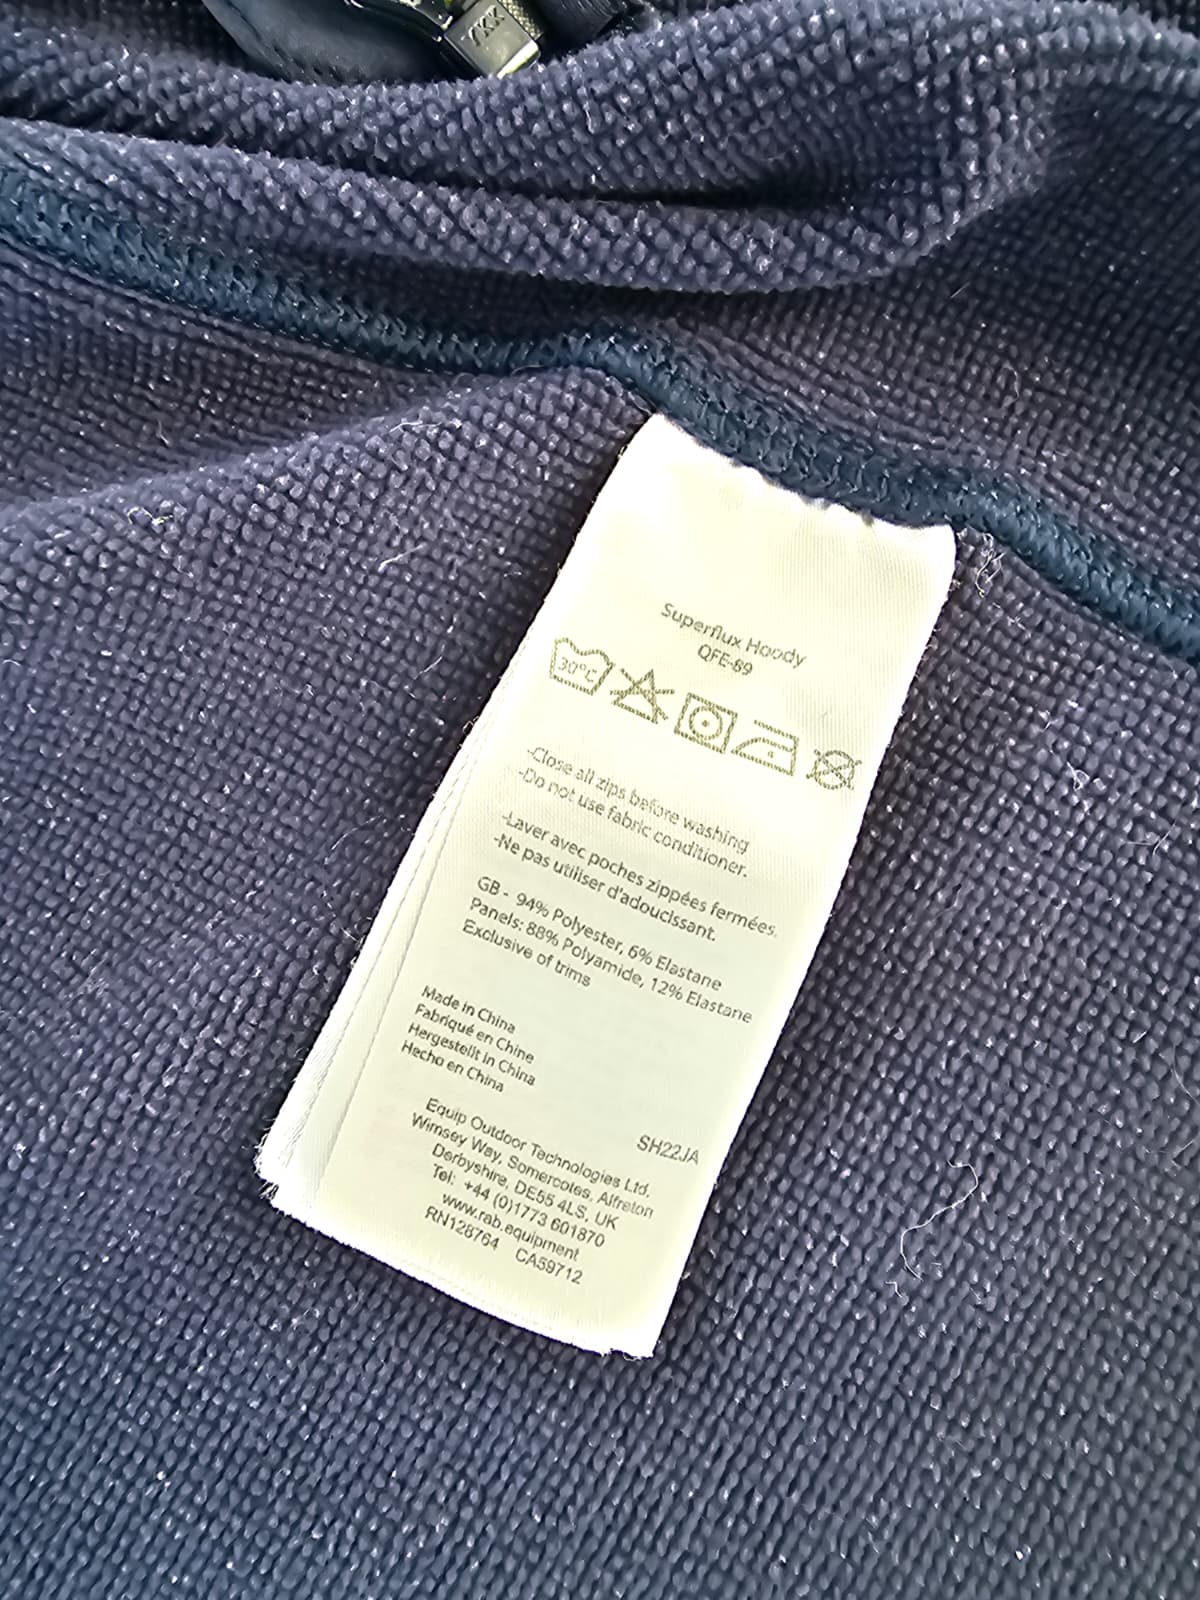 YKK
Superflux Hoody
QFE-89
30°C
-Close all zips before washing
-Do not use fabric conditioner.
-Laver avec poches zippées fermées.
-Ne pas utiliser d'adoucissant.
GB - 94% Polyester, 6% Elastane
Panels: 88% Polyamide, 12% Elastane
Exclusive of trims
Made in China
Fabriqué en Chine
Hergestellt in China
Hecho en China
SH22JA
Equip Outdoor Technologies Ltd.
Wimsey Way, Somercotes, Alfreton
Derbyshire, DE55 4LS, UK
Tel: +44 (0)1773 601870
www.rab.equipment
RN128764 CA59712